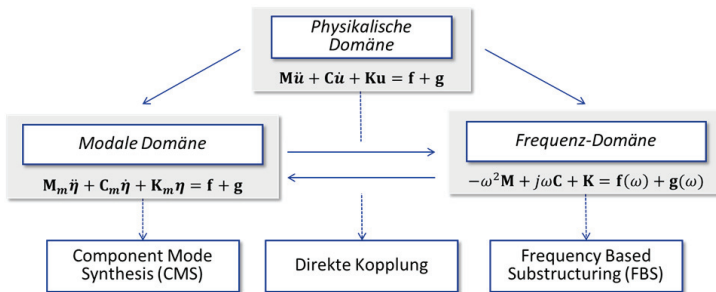 Physikalische
Domäne
𝐌𝑢̈ + 𝐂𝑢̇ + 𝐊𝐮 = 𝐟 + 𝐠
Modale Domäne
𝐌ₘ𝛈̈ + 𝐂ₘ𝛈̇ + 𝐊ₘ𝛈 = 𝐟 + 𝐠
Frequenz-Domäne
−𝜔²𝐌 + 𝑗𝜔𝐂 + 𝐊 = 𝐟(𝜔) + 𝐠(𝜔)
Component Mode
Synthesis (CMS)
Direkte Kopplung
Frequency Based
Substructuring (FBS)